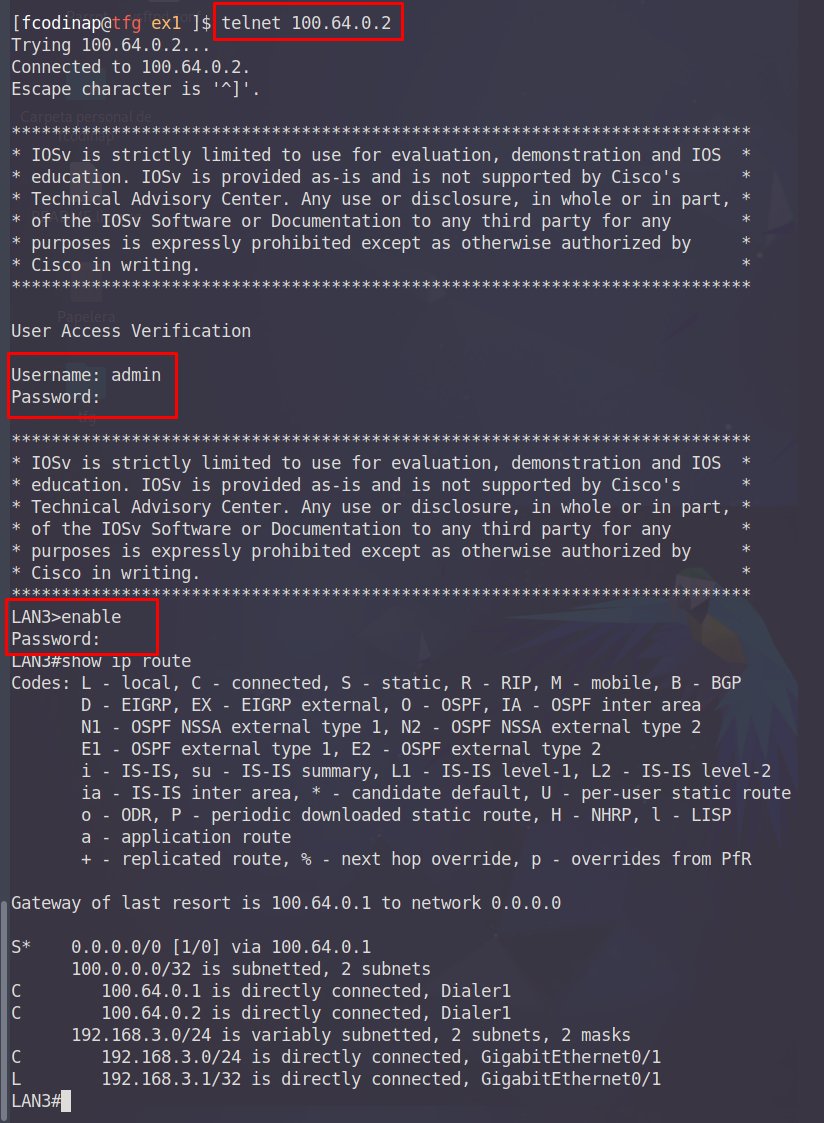 [fcodinap@tfg ex1 ]$ telnet 100.64.0.2
Trying 100.64.0.2...
Connected to 100.64.0.2.
Escape character is '^]'.
Carpeta personal de
fcodinap
**************************************************************************
* IOSv is strictly limited to use for evaluation, demonstration and IOS  *
* education. IOSv is provided as-is and is not supported by Cisco's      *
* Technical Advisory Center. Any use or disclosure, in whole or in part, *
* of the IOSv Software or Documentation to any third party for any       *
* purposes is expressly prohibited except as otherwise authorized by     *
* Cisco in writing.                                                      *
**************************************************************************
Papelera
User Access Verification
Username: admin
Password:
tfg
**************************************************************************
* IOSv is strictly limited to use for evaluation, demonstration and IOS  *
* education. IOSv is provided as-is and is not supported by Cisco's      *
* Technical Advisory Center. Any use or disclosure, in whole or in part, *
* of the IOSv Software or Documentation to any third party for any       *
* purposes is expressly prohibited except as otherwise authorized by     *
* Cisco in writing.                                                      *
**************************************************************************
LAN3>enable
Password:
LAN3#show ip route
Codes: L - local, C - connected, S - static, R - RIP, M - mobile, B - BGP
       D - EIGRP, EX - EIGRP external, O - OSPF, IA - OSPF inter area
       N1 - OSPF NSSA external type 1, N2 - OSPF NSSA external type 2
       E1 - OSPF external type 1, E2 - OSPF external type 2
       i - IS-IS, su - IS-IS summary, L1 - IS-IS level-1, L2 - IS-IS level-2
       ia - IS-IS inter area, * - candidate default, U - per-user static route
       o - ODR, P - periodic downloaded static route, H - NHRP, l - LISP
       a - application route
       + - replicated route, % - next hop override, p - overrides from PfR
Gateway of last resort is 100.64.0.1 to network 0.0.0.0
S*    0.0.0.0/0 [1/0] via 100.64.0.1
      100.0.0.0/32 is subnetted, 2 subnets
C        100.64.0.1 is directly connected, Dialer1
C        100.64.0.2 is directly connected, Dialer1
      192.168.3.0/24 is variably subnetted, 2 subnets, 2 masks
C        192.168.3.0/24 is directly connected, GigabitEthernet0/1
L        192.168.3.1/32 is directly connected, GigabitEthernet0/1
LAN3#